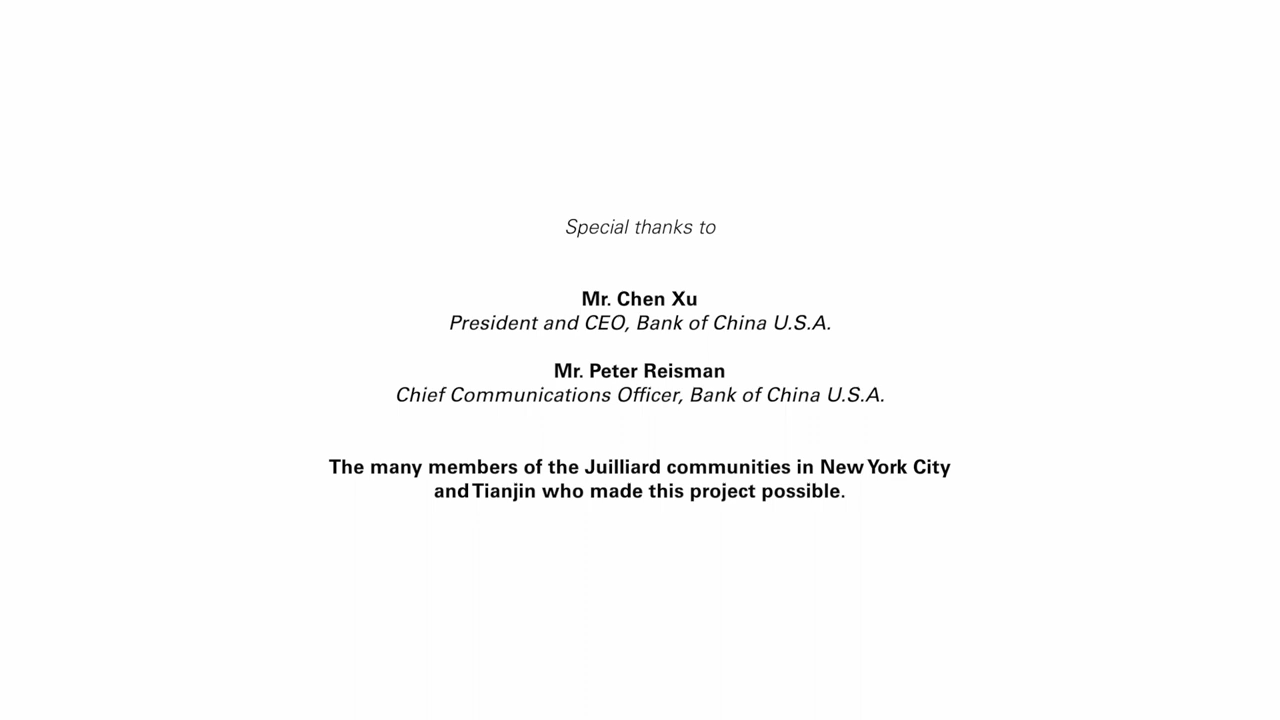 Special thanks to
Mr. Chen Xu
President and CEO, Bank of China U.S.A.
Mr. Peter Reisman
Chief Communications Officer, Bank of China U.S.A.
The many members of the Juilliard communities in New York City
and Tianjin who made this project possible.